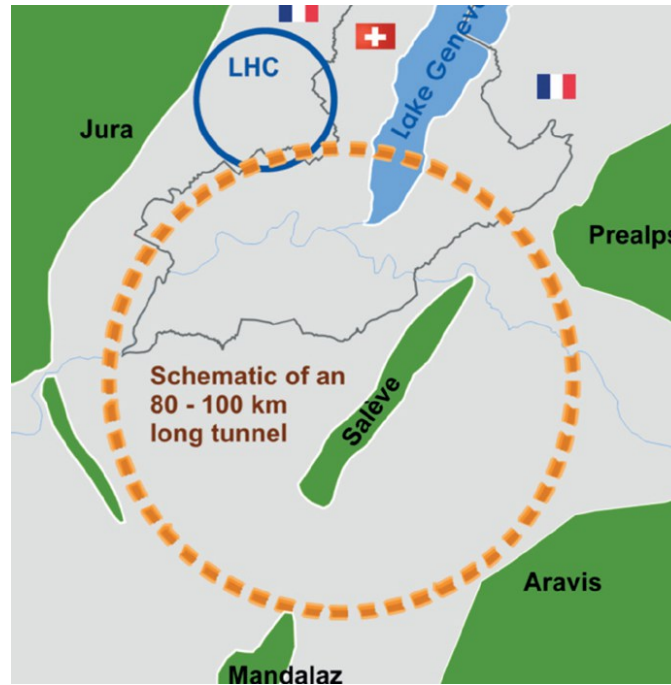 LHC
Lake Geneva
Jura
Prealps
Schematic of an
80 - 100 km
long tunnel
Salève
Aravis
Mandalaz